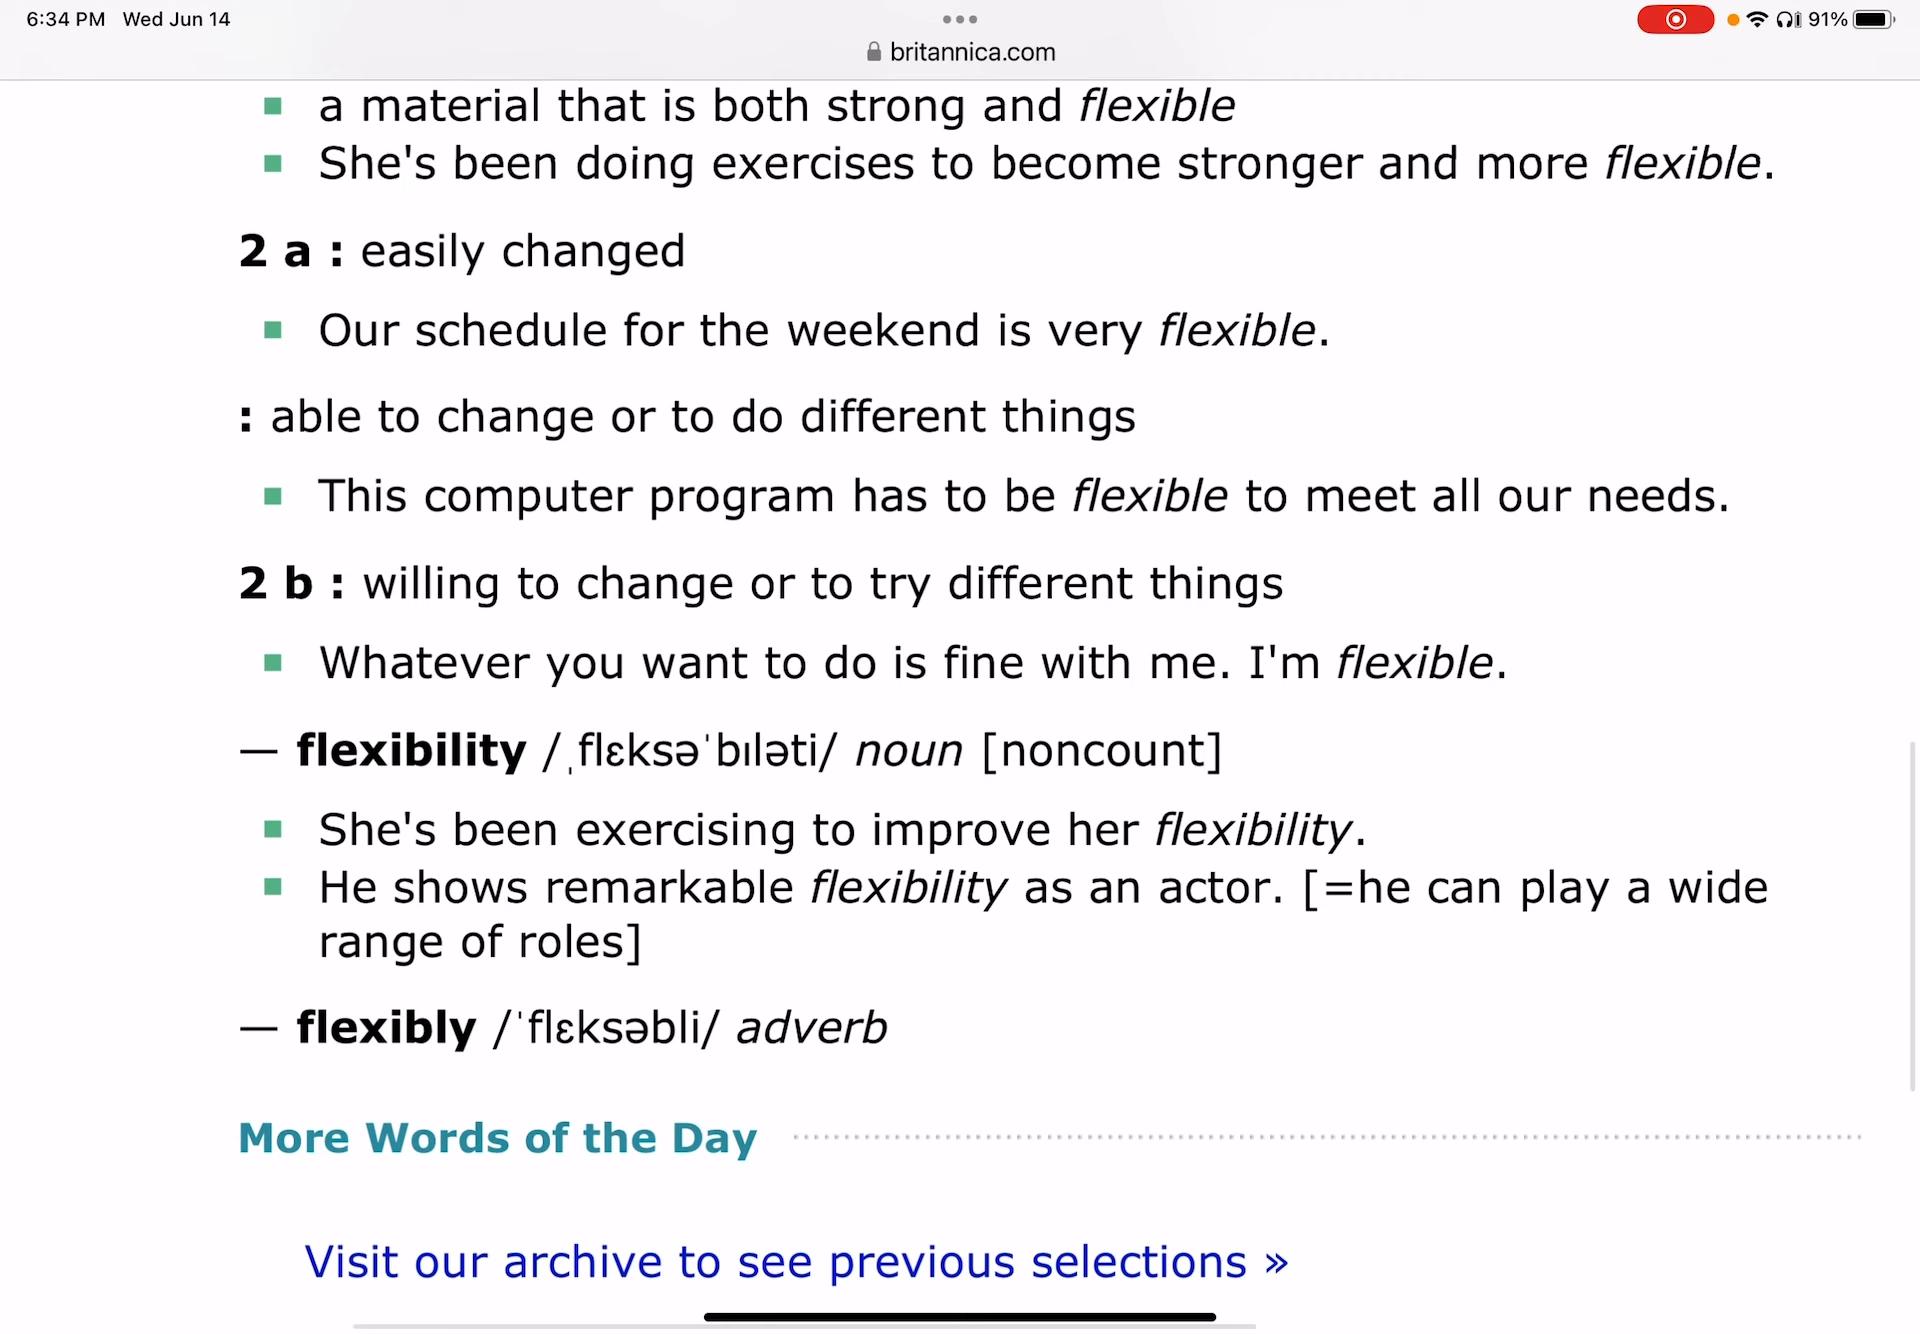 6:34 PM Wed Jun 14
91%
britannica.com
a material that is both strong and flexible
She's been doing exercises to become stronger and more flexible.
2 a : easily changed
Our schedule for the weekend is very flexible.
: able to change or to do different things
This computer program has to be flexible to meet all our needs.
2 b : willing to change or to try different things
Whatever you want to do is fine with me. I'm flexible.
— flexibility /ˌflɛksəˈbɪləti/ noun [noncount]
She's been exercising to improve her flexibility.
He shows remarkable flexibility as an actor. [=he can play a wide
range of roles]
— flexibly /ˈflɛksəbli/ adverb
More Words of the Day
Visit our archive to see previous selections »